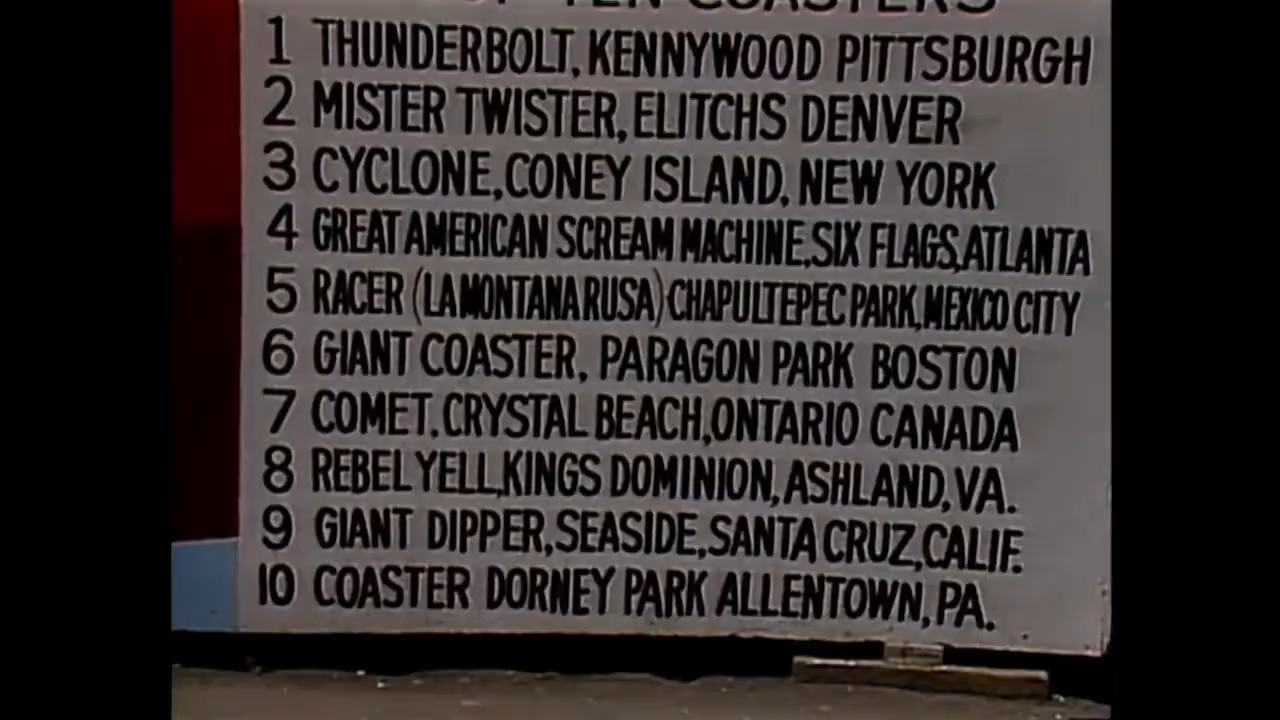 TEN COASTERS
1 THUNDERBOLT, KENNYWOOD PITTSBURGH
2 MISTER TWISTER, ELITCHS DENVER
3 CYCLONE, CONEY ISLAND, NEW YORK
4 GREAT AMERICAN SCREAM MACHINE, SIX FLAGS, ATLANTA
5 RACER (LA MONTANA RUSA) CHAPULTEPEC PARK, MEXICO CITY
6 GIANT COASTER, PARAGON PARK BOSTON
7 COMET, CRYSTAL BEACH, ONTARIO CANADA
8 REBEL YELL, KINGS DOMINION, ASHLAND, VA.
9 GIANT DIPPER, SEASIDE, SANTA CRUZ, CALIF.
10 COASTER DORNEY PARK ALLENTOWN, PA.